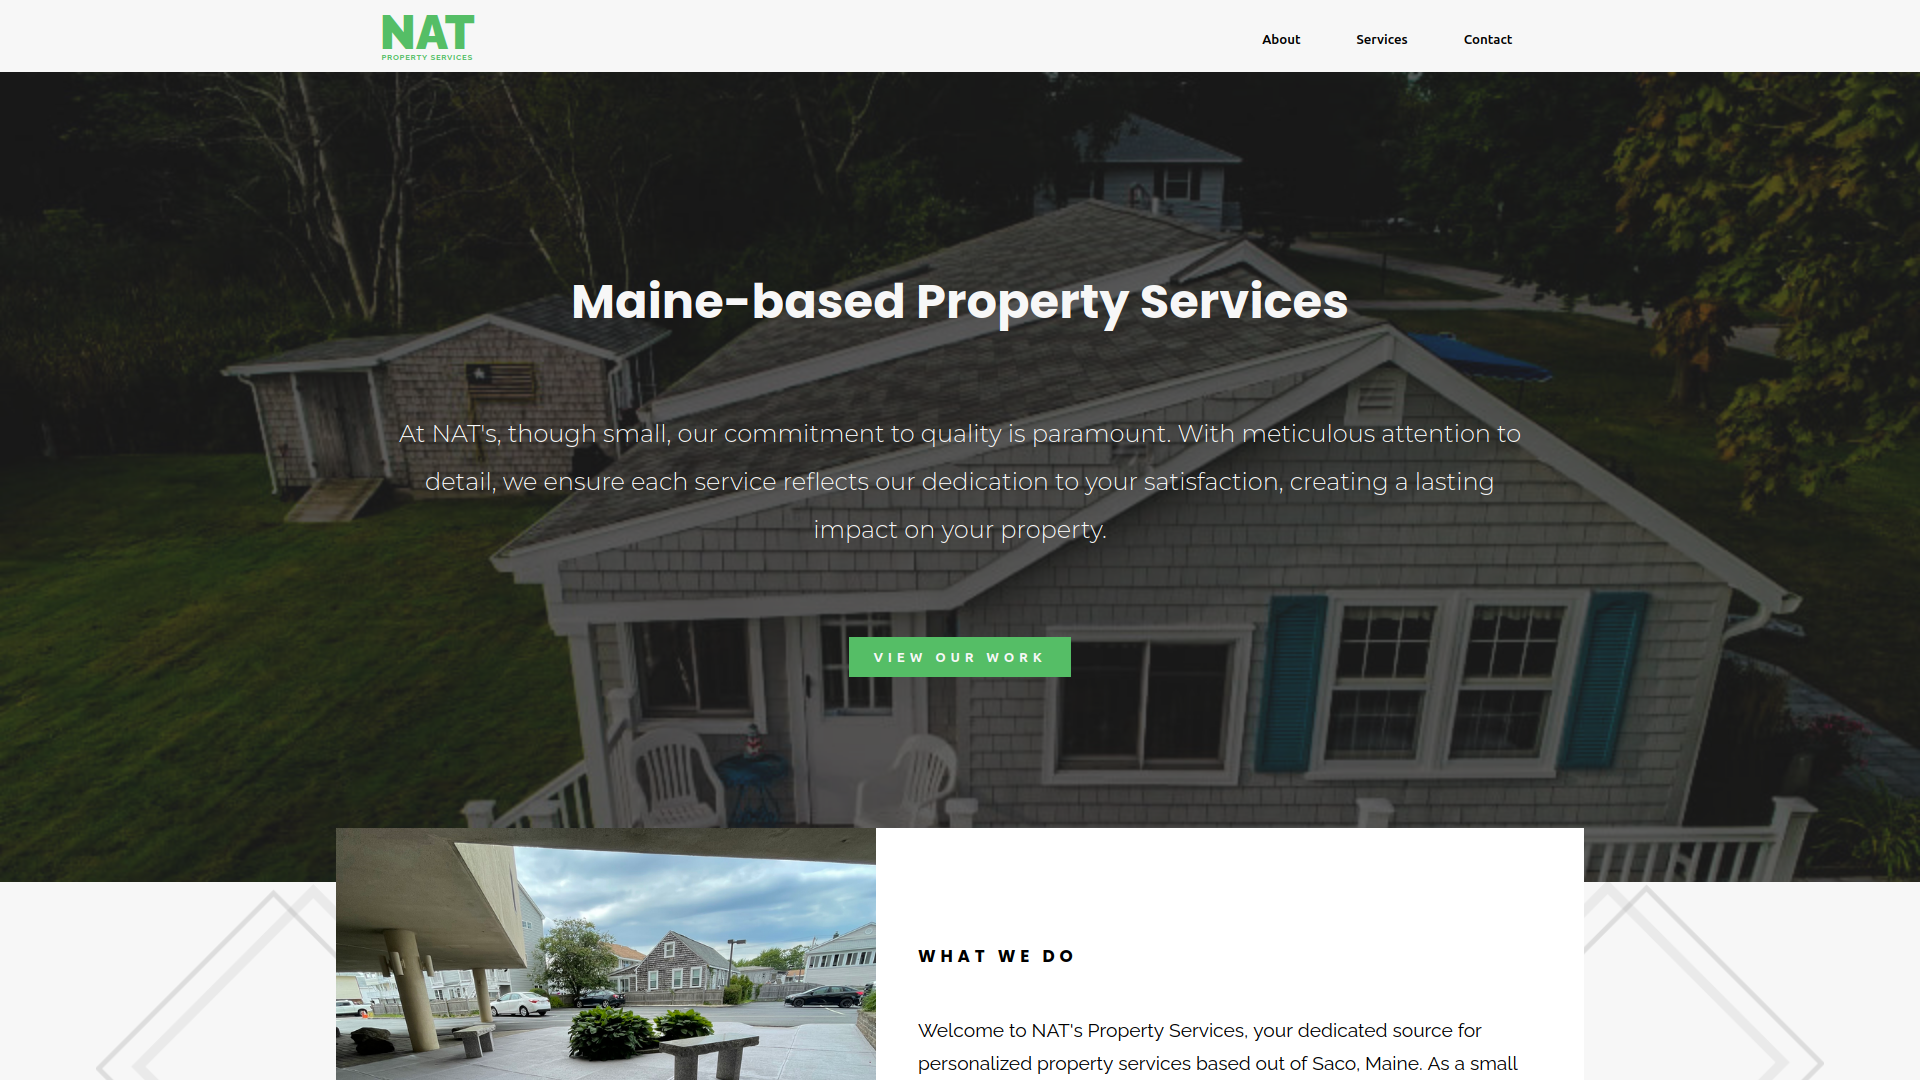 NAT
PROPERTY SERVICES
About
Services
Contact
Maine-based Property Services
At NAT's, though small, our commitment to quality is paramount. With meticulous attention to
detail, we ensure each service reflects our dedication to your satisfaction, creating a lasting
impact on your property.
VIEW OUR WORK
WHAT WE DO
Welcome to NAT's Property Services, your dedicated source for
personalized property services based out of Saco, Maine. As a small